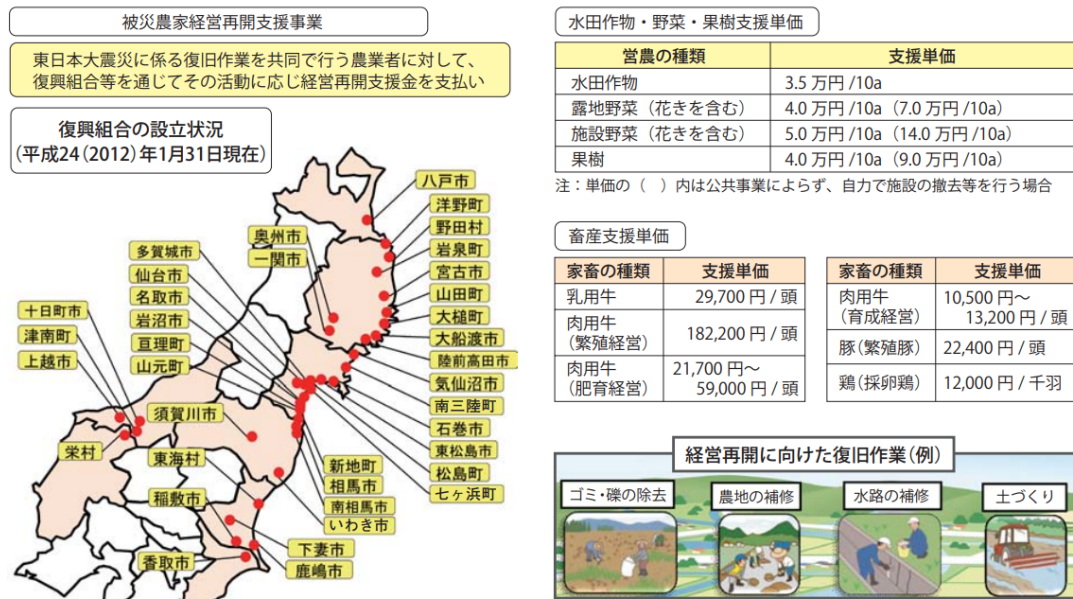 被災農家経営再開支援事業
東日本大震災に係る復旧作業を共同で行う農業者に対して、
復興組合等を通じてその活動に応じ経営再開支援金を支払い
復興組合の設立状況
(平成24(2012)年1月31日現在)
八戸市
洋野町
野田村
岩泉町
宮古市
山田町
大槌町
大船渡市
陸前高田市
気仙沼市
南三陸町
石巻市
東松島市
松島町
七ヶ浜町
奥州市
一関市
多賀城市
仙台市
名取市
岩沼市
亘理町
山元町
十日町市
津南町
上越市
栄村
須賀川市
東海村
稲敷市
香取市
新地町
相馬市
南相馬市
いわき市
下妻市
鹿嶋市
水田作物・野菜・果樹支援単価
営農の種類 支援単価
水田作物 3.5 万円 /10a
露地野菜（花きを含む） 4.0 万円 /10a（7.0 万円 /10a）
施設野菜（花きを含む） 5.0 万円 /10a（14.0 万円 /10a）
果樹 4.0 万円 /10a（9.0 万円 /10a）
注：単価の（　）内は公共事業によらず、自力で施設の撤去等を行う場合
畜産支援単価
家畜の種類 支援単価
乳用牛 29,700 円 / 頭
肉用牛
（繁殖経営） 182,200 円 / 頭
肉用牛 21,700 円～
（肥育経営） 59,000 円 / 頭
家畜の種類 支援単価
肉用牛 10,500 円～
（育成経営） 13,200 円 / 頭
豚（繁殖豚） 22,400 円 / 頭
鶏（採卵鶏） 12,000 円 / 千羽
経営再開に向けた復旧作業（例）
ゴミ・礫の除去
農地の補修
水路の補修
土づくり